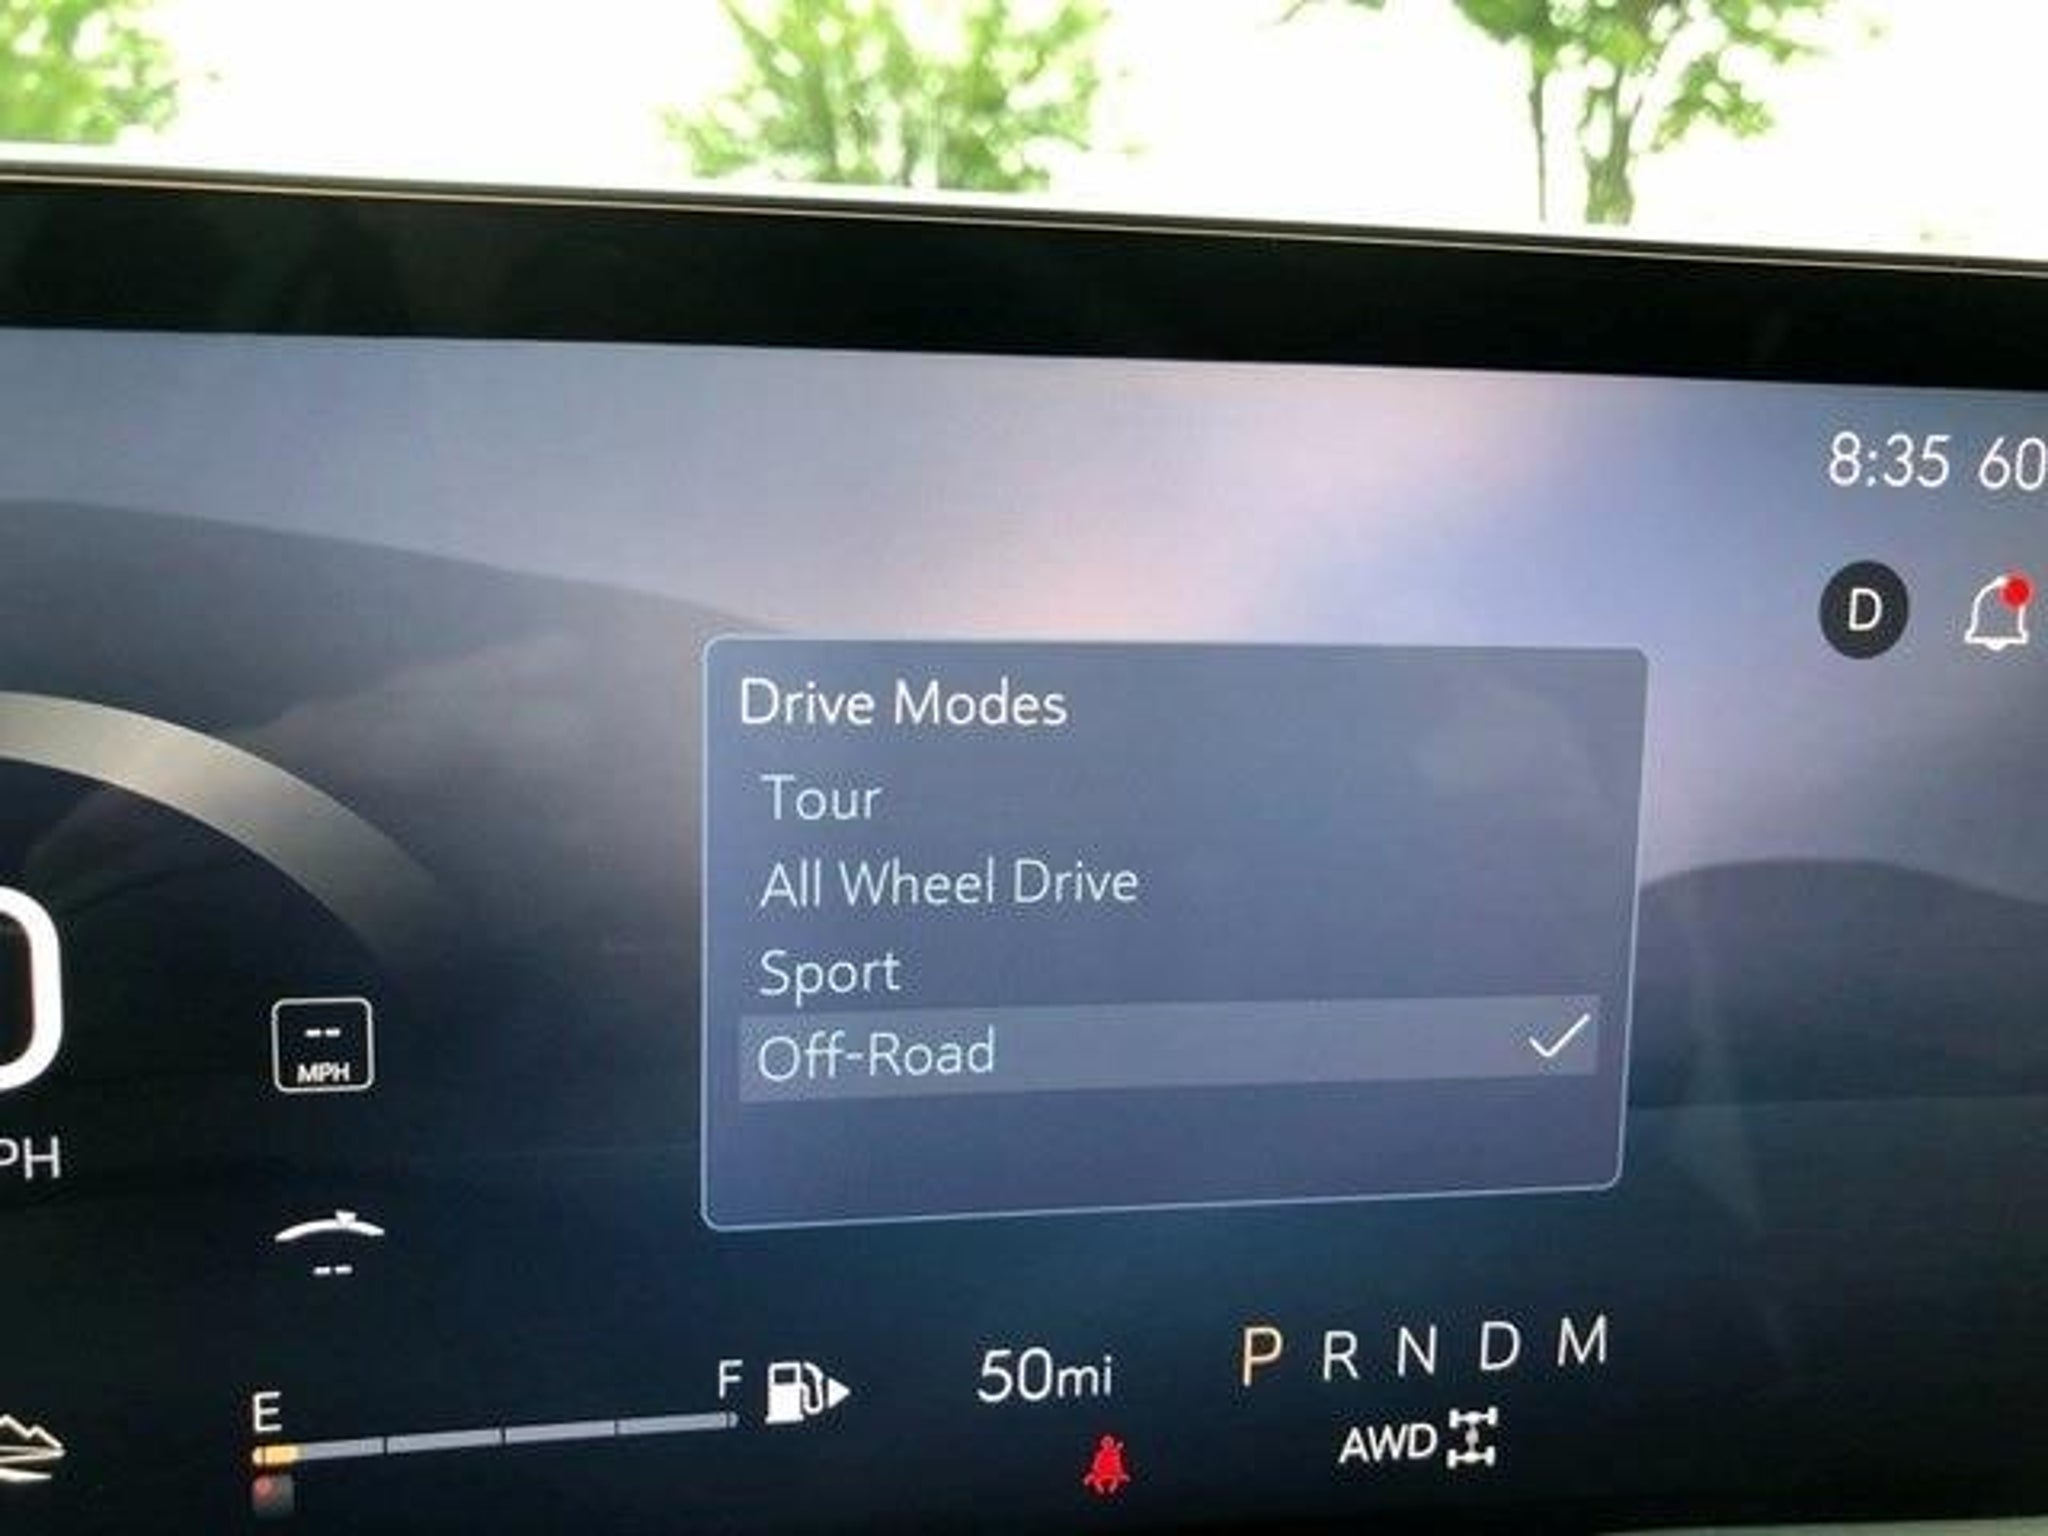 8:35 60
D
Drive Modes
Tour
All Wheel Drive
Sport
Off-Road
--
MPH
PH
--
E
F
50mi
P R N D M
AWD